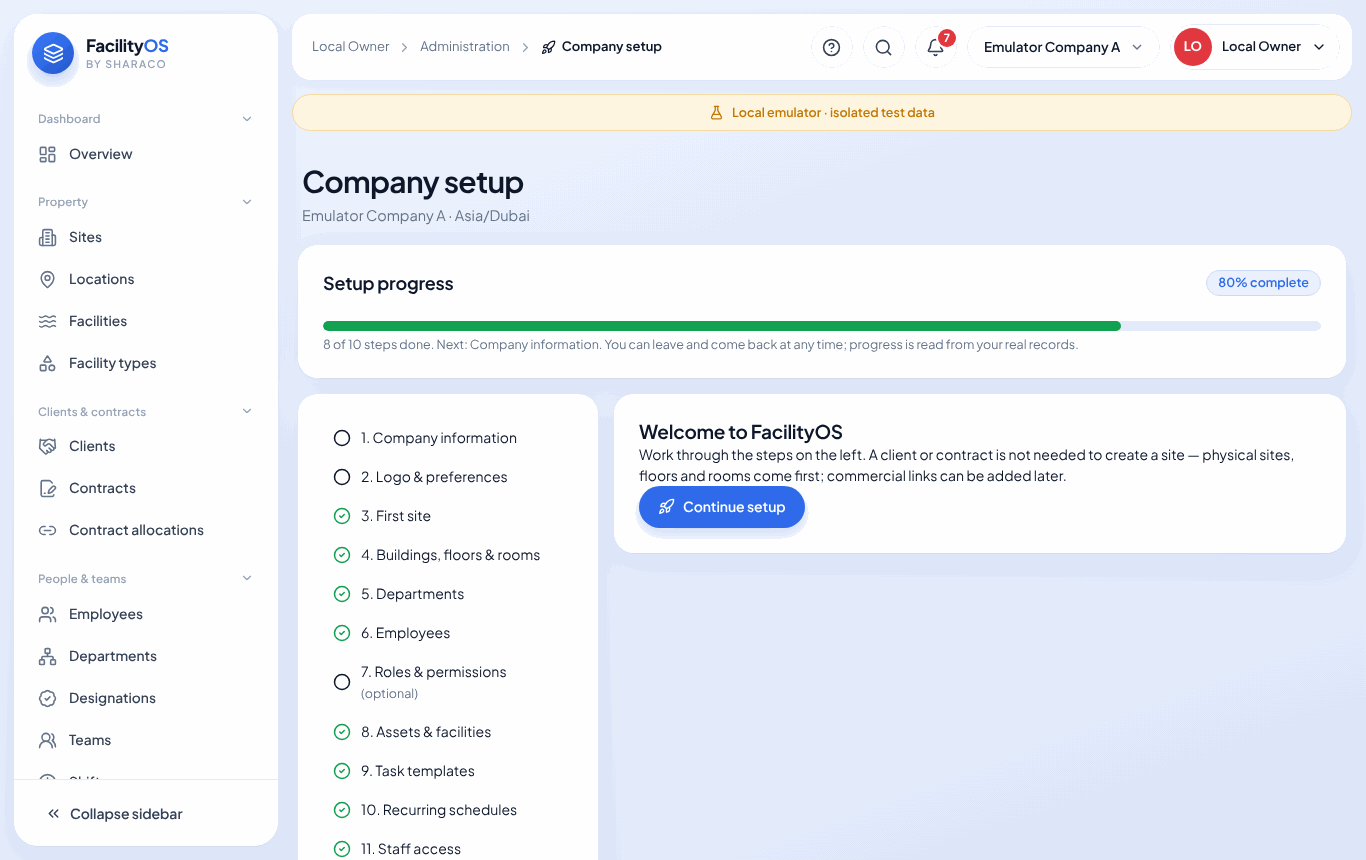 FacilityOS
BY SHARACO
Dashboard
Overview
Property
Sites
Locations
Facilities
Facility types
Clients & contracts
Clients
Contracts
Contract allocations
People & teams
Employees
Departments
Designations
Teams
Collapse sidebar
Local Owner > Administration > Company setup
7
Emulator Company A
LO
Local Owner
Local emulator · isolated test data
Company setup
Emulator Company A · Asia/Dubai
Setup progress
80% complete
8 of 10 steps done. Next: Company information. You can leave and come back at any time; progress is read from your real records.
1. Company information
2. Logo & preferences
3. First site
4. Buildings, floors & rooms
5. Departments
6. Employees
7. Roles & permissions
(optional)
8. Assets & facilities
9. Task templates
10. Recurring schedules
11. Staff access
Welcome to FacilityOS
Work through the steps on the left. A client or contract is not needed to create a site — physical sites,
floors and rooms come first; commercial links can be added later.
Continue setup